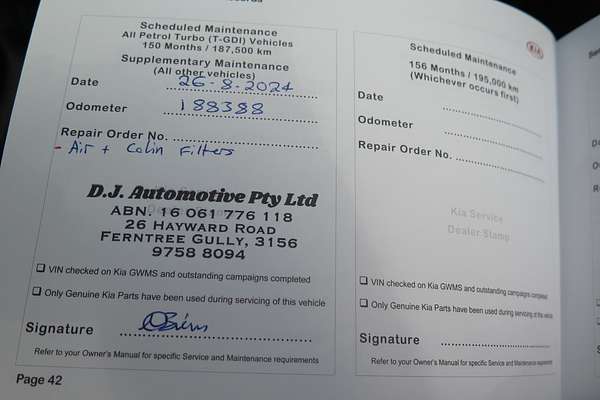 Scheduled Maintenance
All Petrol Turbo (T-GDI) Vehicles
150 Months / 187,500 km
Supplementary Maintenance
(All other vehicles)
Date 26-8-2024
Odometer 188388
Repair Order No.
- Air + Cabin Filters
D.J. Automotive Pty Ltd
ABN. 16 061 776 118
26 HAYWARD ROAD
FERNTREE GULLY, 3156
9758 8094
❑ VIN checked on Kia GWMS and outstanding campaigns completed
❑ Only Genuine Kia Parts have been used during servicing of this vehicle
Signature
Refer to your Owner's Manual for specific Service and Maintenance requirements
Page 42
KIA
Scheduled Maintenance
156 Months / 195,000 km
(Whichever occurs first)
Date
Odometer
Repair Order No.
Kia Service
Dealer Stamp
❑ VIN checked on Kia GWMS and outstanding campaigns completed
❑ Only Genuine Kia Parts have been used during servicing of this vehicle
Signature
Refer to your Owner's Manual for specific Service and Maintenance requirements